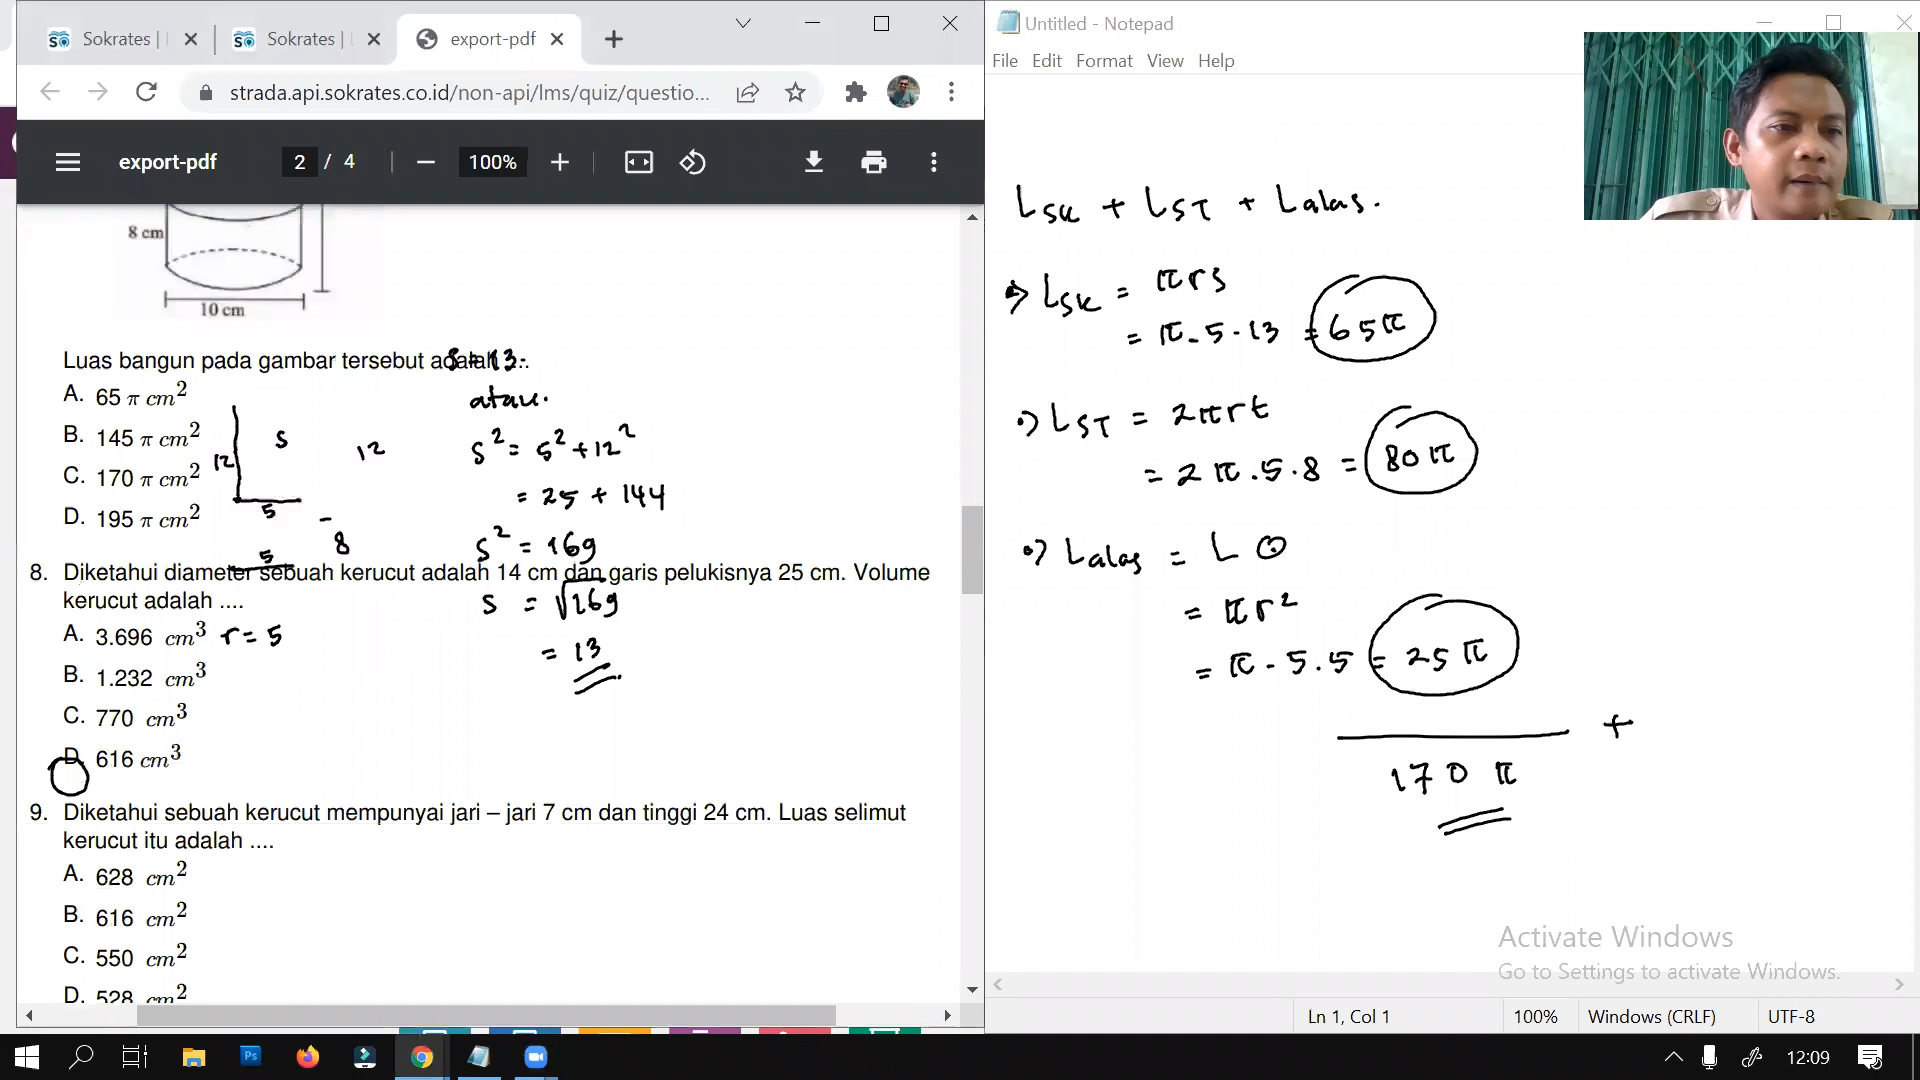 Sokrates |
Sokrates |
export-pdf
strada.api.sokrates.co.id/non-api/lms/quiz/questio...
export-pdf
2 / 4
100%
8 cm
10 cm
Luas bangun pada gambar tersebut adalah ....
A. 65 π cm²
B. 145 π cm²
C. 170 π cm²
D. 195 π cm²
8. Diketahui diameter sebuah kerucut adalah 14 cm dan garis pelukisnya 25 cm. Volume
kerucut adalah ....
A. 3.696 cm³
B. 1.232 cm³
C. 770 cm³
D. 616 cm³
9. Diketahui sebuah kerucut mempunyai jari – jari 7 cm dan tinggi 24 cm. Luas selimut
kerucut itu adalah ....
A. 628 cm²
B. 616 cm²
C. 550 cm²
D. 528 cm²
12
s
5
12
8
5
r = 5
s = 13.
atau.
s² = 5² + 12²
= 25 + 144
s² = 169
s = √169
= 13
Untitled - Notepad
File Edit Format View Help
LSK + LST + Lalas.
LSK = πrs
= π . 5 . 13 = 65π
LST = 2πrt
= 2π . 5 . 8 = 80π
Lalas = L
= πr²
= π . 5 . 5 = 25π
+
170 π
Activate Windows
Go to Settings to activate Windows.
Ln 1, Col 1
100%
Windows (CRLF)
UTF-8
Ps
12:09